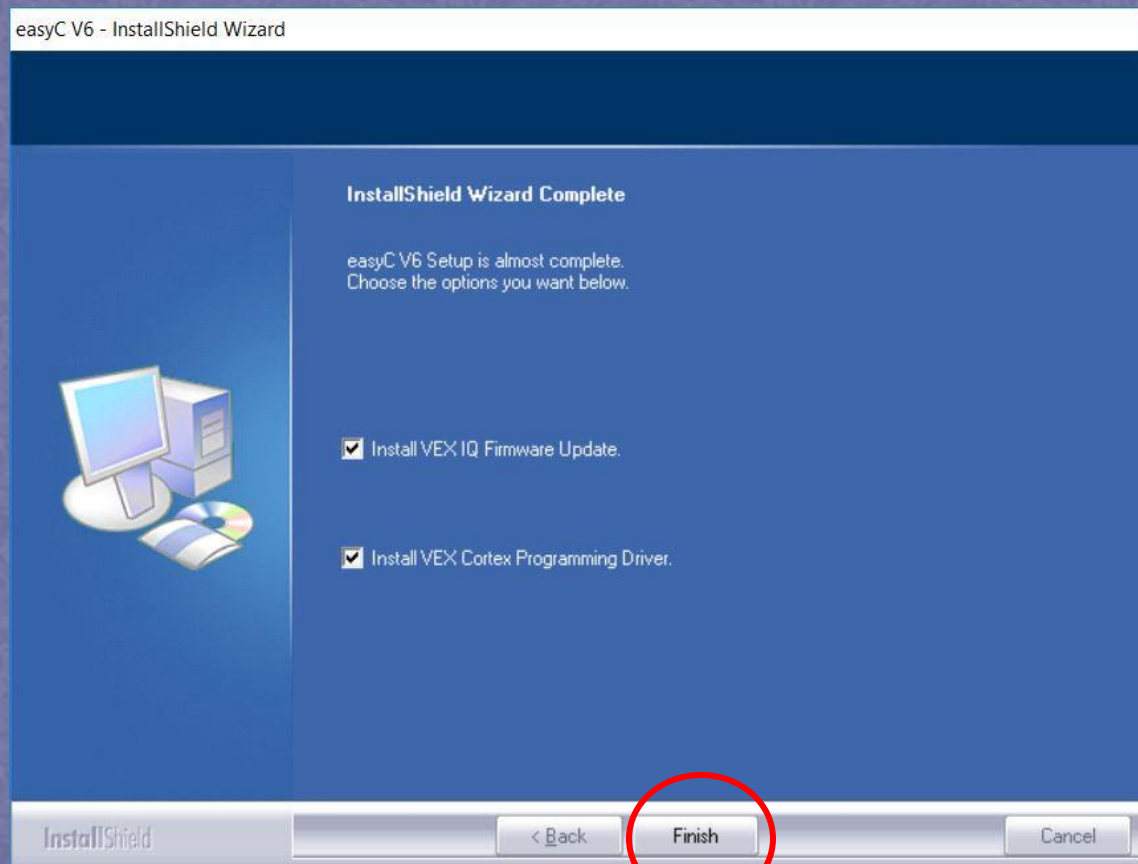 easyC V6 - InstallShield Wizard
InstallShield Wizard Complete
easyC V6 Setup is almost complete.
Choose the options you want below.
Install VEX IQ Firmware Update.
Install VEX Cortex Programming Driver.
InstallShield
< Back
Finish
Cancel